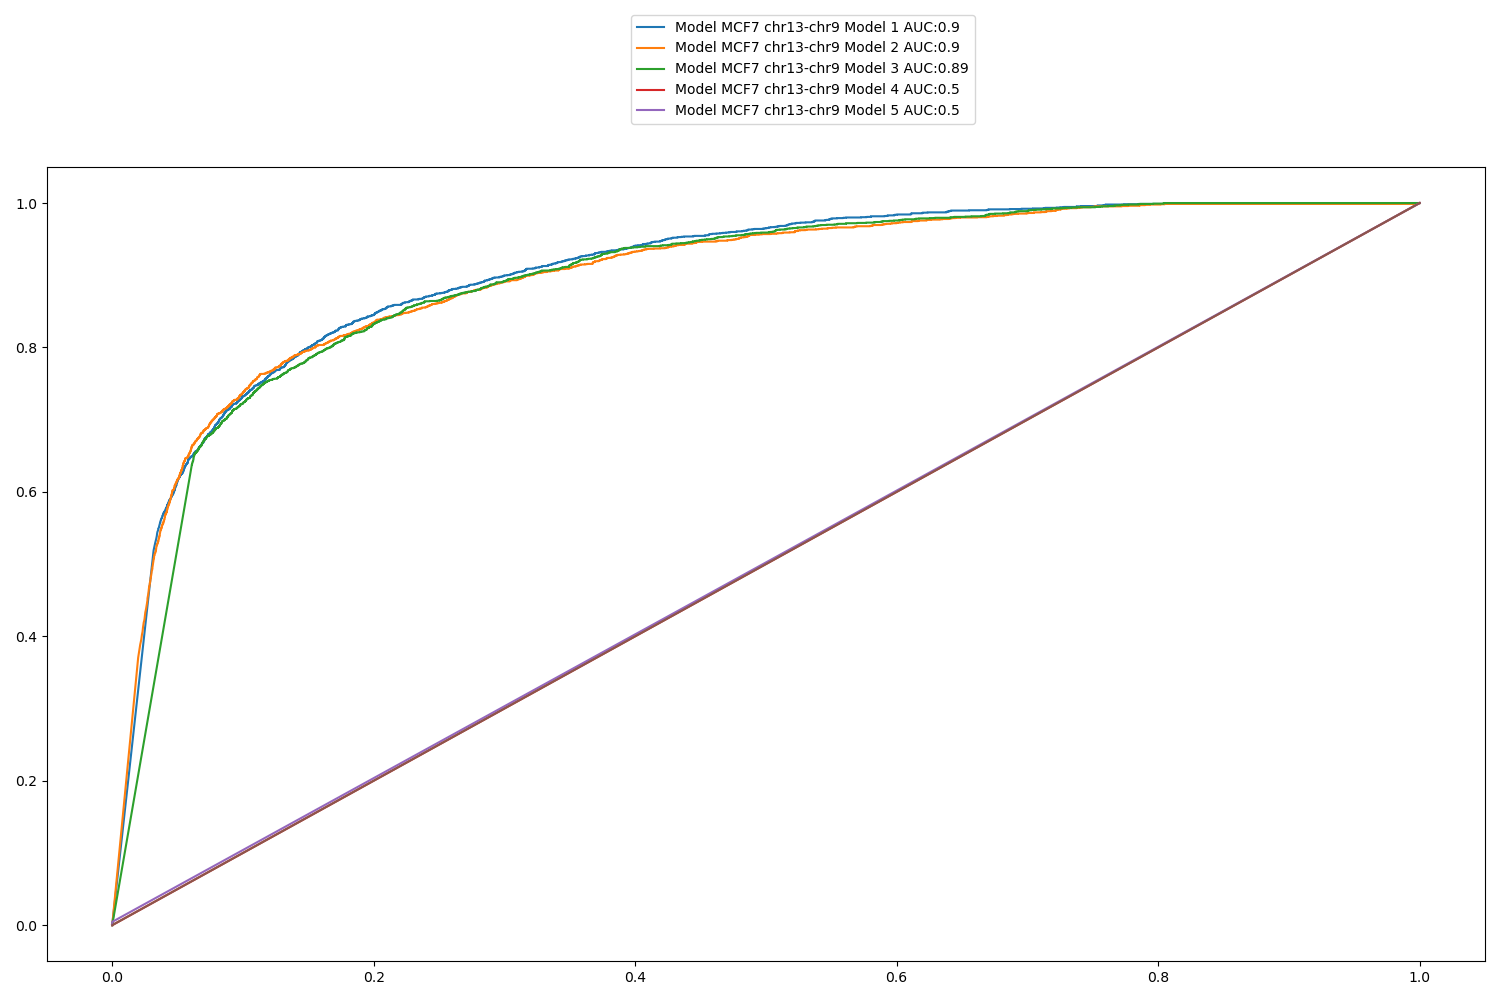 Model MCF7 chr13-chr9 Model 1 AUC:0.9
Model MCF7 chr13-chr9 Model 2 AUC:0.9
Model MCF7 chr13-chr9 Model 3 AUC:0.89
Model MCF7 chr13-chr9 Model 4 AUC:0.5
Model MCF7 chr13-chr9 Model 5 AUC:0.5
1.0
0.8
0.6
0.4
0.2
0.0
0.0 0.2 0.4 0.6 0.8 1.0